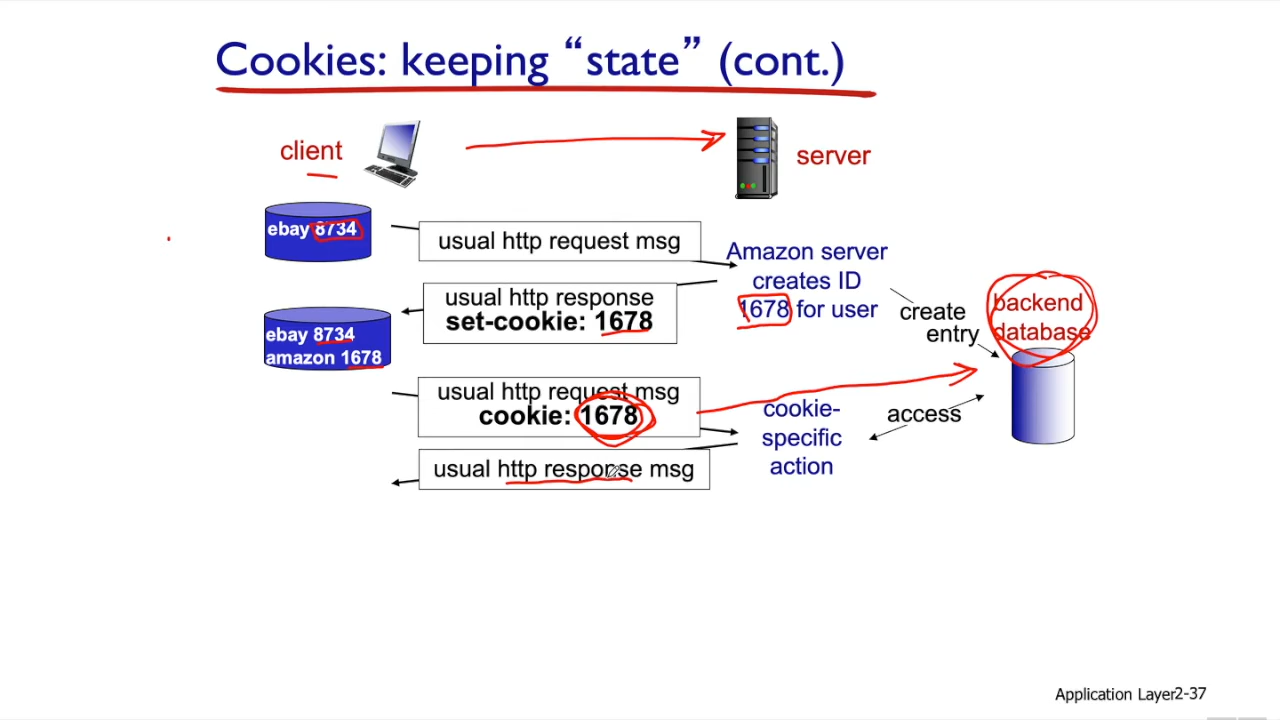 Cookies: keeping “state” (cont.)
client
server
ebay 8734
usual http request msg
Amazon server
creates ID
1678 for user
usual http response
set-cookie: 1678
create
entry
backend
database
ebay 8734
amazon 1678
usual http request msg
cookie: 1678
cookie-
specific
action
access
usual http response msg
Application Layer2-37